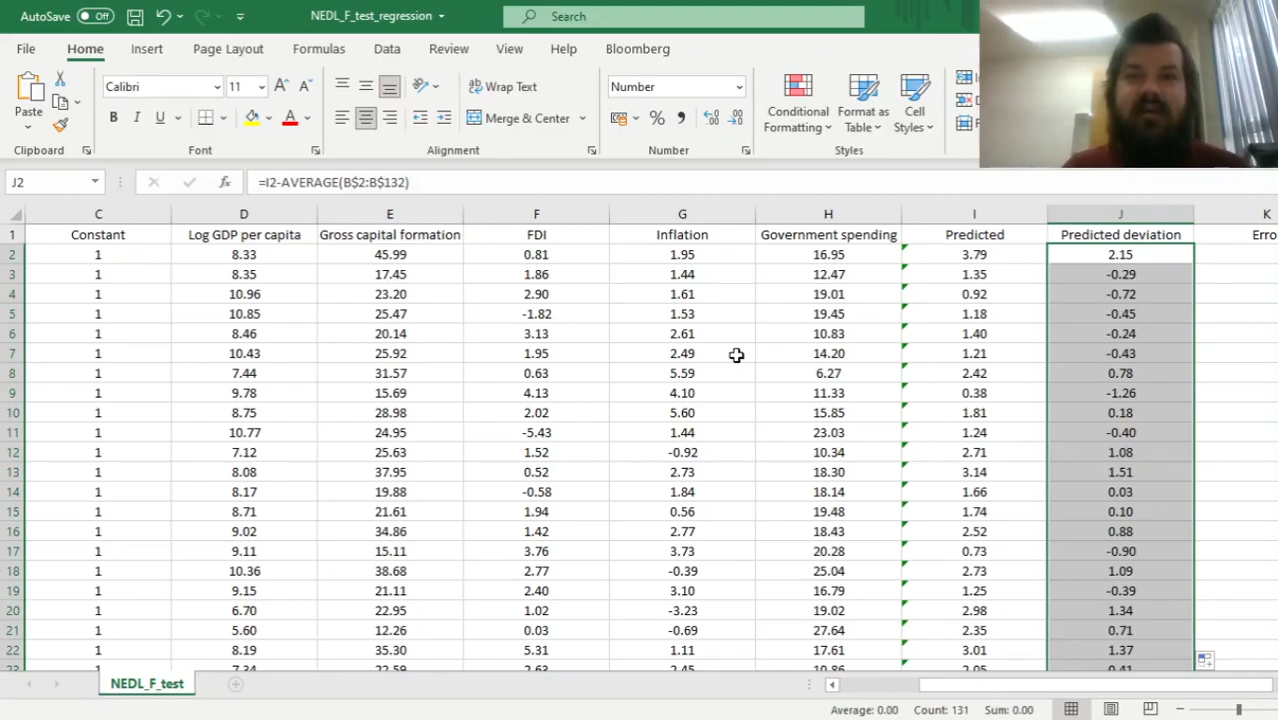 AutoSave Off NEDL_F_test_regression Search
File Home Insert Page Layout Formulas Data Review View Help Bloomberg
Calibri 11 Wrap Text Number
Paste B I U Merge & Center Conditional Formatting Format as Table Cell Styles
Clipboard Font Alignment Number Styles
J2 fx =I2-AVERAGE(B$2:B$132)
C D E F G H I J K
1 Constant Log GDP per capita Gross capital formation FDI Inflation Government spending Predicted Predicted deviation
2 1 8.33 45.99 0.81 1.95 16.95 3.79 2.15
3 1 8.35 17.45 1.86 1.44 12.47 1.35 -0.29
4 1 10.96 23.20 2.90 1.61 19.01 0.92 -0.72
5 1 10.85 25.47 -1.82 1.53 19.45 1.18 -0.45
6 1 8.46 20.14 3.13 2.61 10.83 1.40 -0.24
7 1 10.43 25.92 1.95 2.49 14.20 1.21 -0.43
8 1 7.44 31.57 0.63 5.59 6.27 2.42 0.78
9 1 9.78 15.69 4.13 4.10 11.33 0.38 -1.26
10 1 8.75 28.98 2.02 5.60 15.85 1.81 0.18
11 1 10.77 24.95 -5.43 1.44 23.03 1.24 -0.40
12 1 7.12 25.63 1.52 -0.92 10.34 2.71 1.08
13 1 8.08 37.95 0.52 2.73 18.30 3.14 1.51
14 1 8.17 19.88 -0.58 1.84 18.14 1.66 0.03
15 1 8.71 21.61 1.94 0.56 19.48 1.74 0.10
16 1 9.02 34.86 1.42 2.77 18.43 2.52 0.88
17 1 9.11 15.11 3.76 3.73 20.28 0.73 -0.90
18 1 10.36 38.68 2.77 -0.39 25.04 2.73 1.09
19 1 9.15 21.11 2.40 3.10 16.79 1.25 -0.39
20 1 6.70 22.95 1.02 -3.23 19.02 2.98 1.34
21 1 5.60 12.26 0.03 -0.69 27.64 2.35 0.71
22 1 8.19 35.30 5.31 1.11 17.61 3.01 1.37
23 1 7.34 22.59 2.63 2.45 10.86 2.05 0.41
NEDL_F_test
Average: 0.00 Count: 131 Sum: 0.00